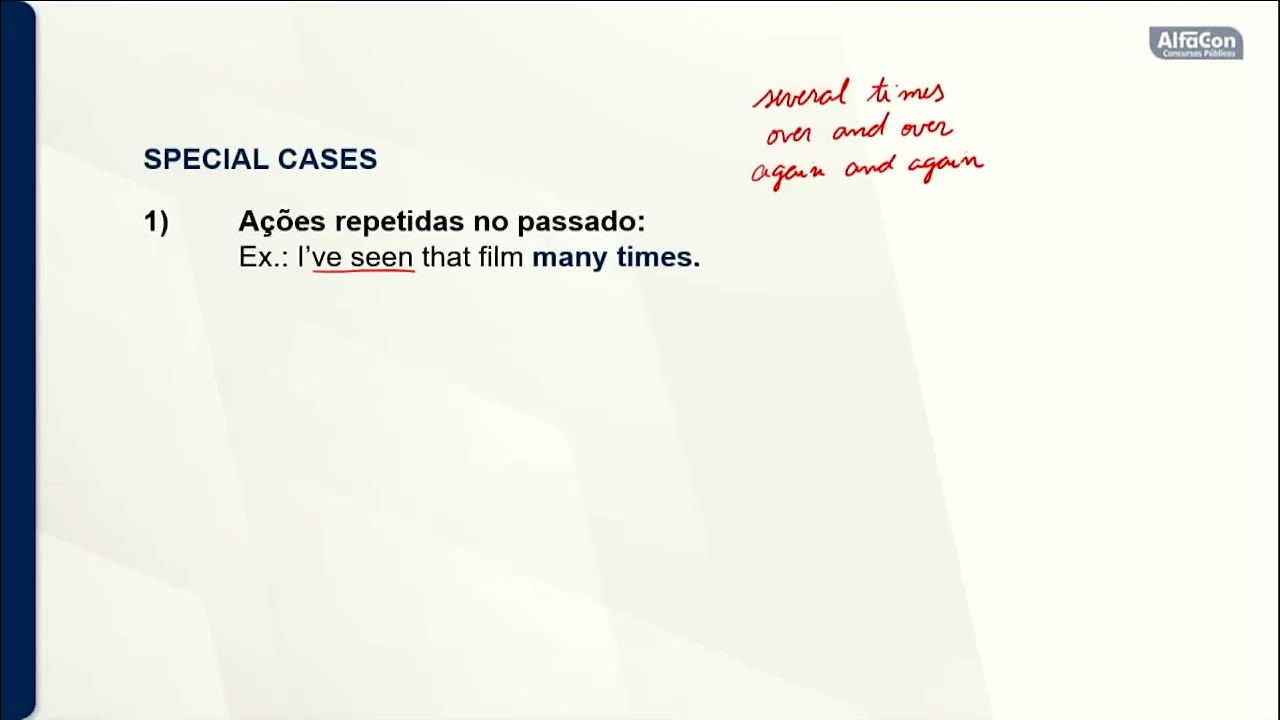 AlfaCon
Concursos Públicos
several times
over and over
again and again
SPECIAL CASES
1) Ações repetidas no passado:
Ex.: I’ve seen that film many times.